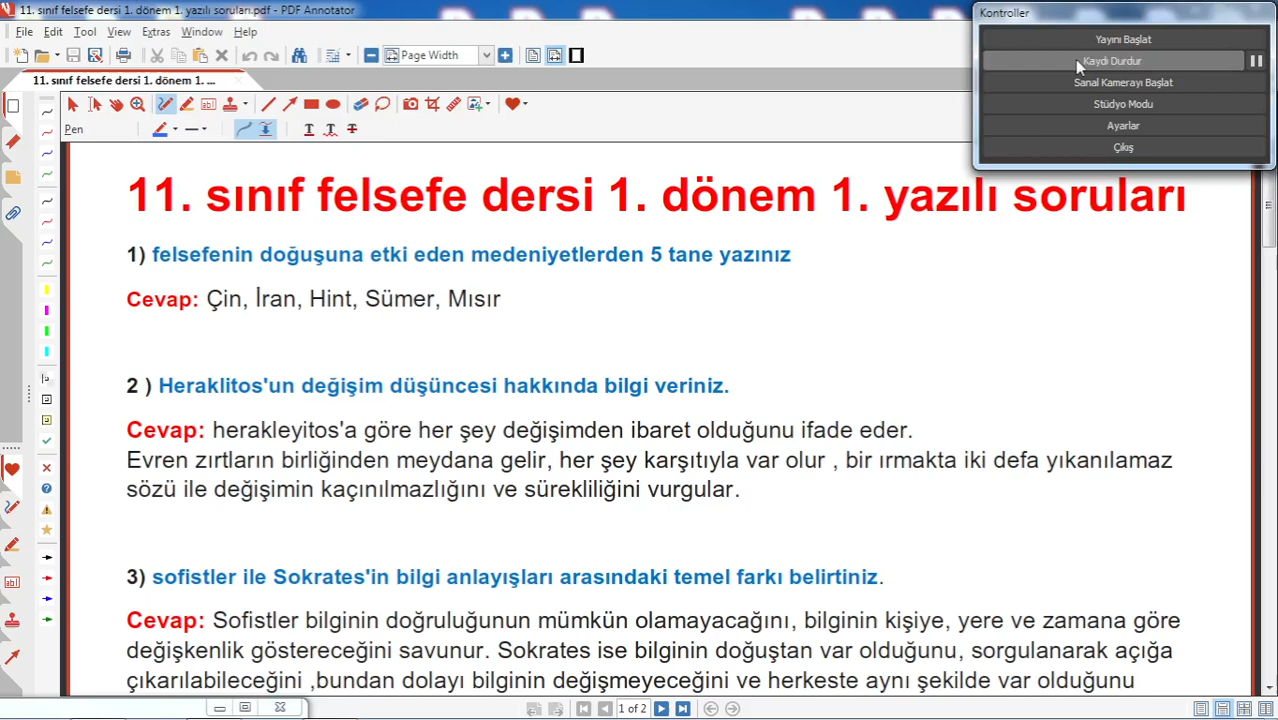 11. sınıf felsefe dersi 1. dönem 1. yazılı soruları.pdf - PDF Annotator
Kontroller
File Edit Tool View Extras Window Help
Yayını Başlat
Page Width
Kaydı Durdur
11. sınıf felsefe dersi 1. dönem 1. ...
Sanal Kamerayı Başlat
Stüdyo Modu
Pen
Ayarlar
Çıkış
11. sınıf felsefe dersi 1. dönem 1. yazılı soruları
1) felsefenin doğuşuna etki eden medeniyetlerden 5 tane yazınız
Cevap: Çin, İran, Hint, Sümer, Mısır
2 ) Heraklitos'un değişim düşüncesi hakkında bilgi veriniz.
Cevap: herakleyitos'a göre her şey değişimden ibaret olduğunu ifade eder.
Evren zırtların birliğinden meydana gelir, her şey karşıtıyla var olur , bir ırmakta iki defa yıkanılamaz
sözü ile değişimin kaçınılmazlığını ve sürekliliğini vurgular.
3) sofistler ile Sokrates'in bilgi anlayışları arasındaki temel farkı belirtiniz.
Cevap: Sofistler bilginin doğruluğunun mümkün olamayacağını, bilginin kişiye, yere ve zamana göre
değişkenlik göstereceğini savunur. Sokrates ise bilginin doğuştan var olduğunu, sorgulanarak açığa
çıkarılabileceğini ,bundan dolayı bilginin değişmeyeceğini ve herkeste aynı şekilde var olduğunu
1 of 2